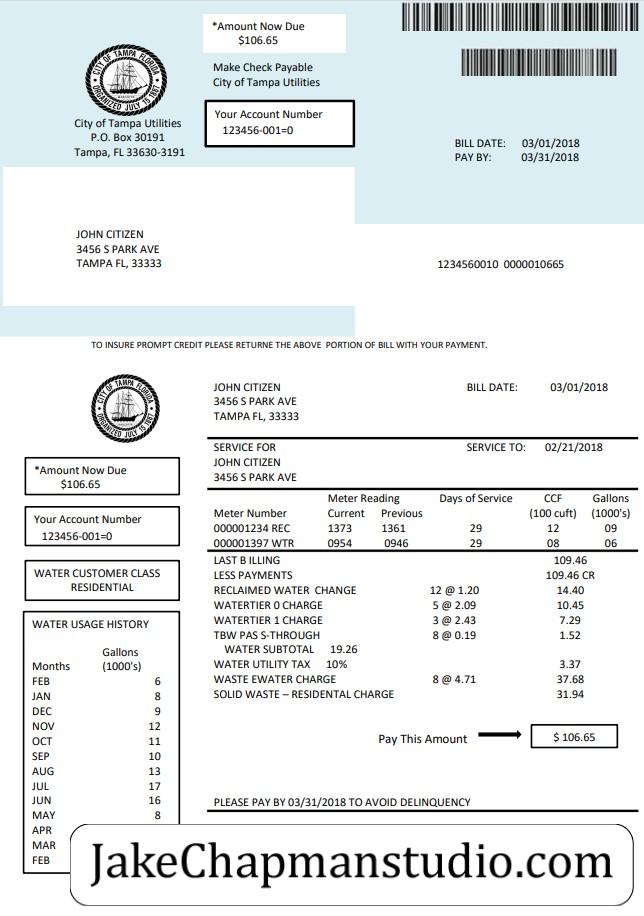 *Amount Now Due
$106.65
Make Check Payable
City of Tampa Utilities
Your Account Number
123456-001=0
CITY OF TAMPA FLORIDA
ORGANIZED JULY 15 1887
City of Tampa Utilities
P.O. Box 30191
Tampa, FL 33630-3191
BILL DATE: 03/01/2018
PAY BY: 03/31/2018
JOHN CITIZEN
3456 S PARK AVE
TAMPA FL, 33333
1234560010 0000010665
TO INSURE PROMPT CREDIT PLEASE RETURNE THE ABOVE PORTION OF BILL WITH YOUR PAYMENT.
CITY OF TAMPA FLORIDA
ORGANIZED JULY 15 1887
JOHN CITIZEN
3456 S PARK AVE
TAMPA FL, 33333
BILL DATE: 03/01/2018
SERVICE FOR
JOHN CITIZEN
3456 S PARK AVE
SERVICE TO: 02/21/2018
*Amount Now Due
$106.65
Your Account Number
123456-001=0
WATER CUSTOMER CLASS
RESIDENTIAL
Meter Reading Days of Service CCF Gallons
Meter Number Current Previous (100 cuft) (1000's)
000001234 REC 1373 1361 29 12 09
000001397 WTR 0954 0946 29 08 06
LAST B ILLING 109.46
LESS PAYMENTS 109.46 CR
RECLAIMED WATER CHANGE 12 @ 1.20 14.40
WATERTIER 0 CHARGE 5 @ 2.09 10.45
WATERTIER 1 CHARGE 3 @ 2.43 7.29
TBW PAS S-THROUGH 8 @ 0.19 1.52
WATER SUBTOTAL 19.26
WATER UTILITY TAX 10% 3.37
WASTE EWATER CHARGE 8 @ 4.71 37.68
SOLID WASTE – RESIDENTAL CHARGE 31.94
Pay This Amount $ 106.65
PLEASE PAY BY 03/31/2018 TO AVOID DELINQUENCY
WATER USAGE HISTORY
Gallons
Months (1000's)
FEB 6
JAN 8
DEC 9
NOV 12
OCT 11
SEP 10
AUG 13
JUL 17
JUN 16
MAY 8
APR
MAR
FEB
JakeChapmanstudio.com